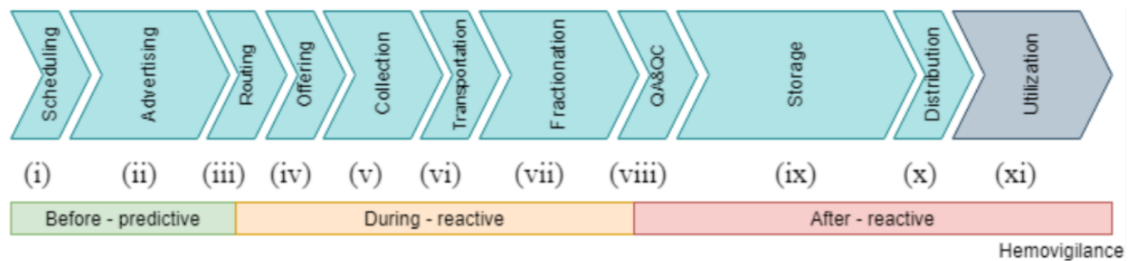 Scheduling
Advertising
Routing
Offering
Collection
Transportation
Fractionation
QA&QC
Storage
Distribution
Utilization
(i) (ii) (iii) (iv) (v) (vi) (vii) (viii) (ix) (x) (xi)
Before - predictive During - reactive After - reactive
Hemovigilance